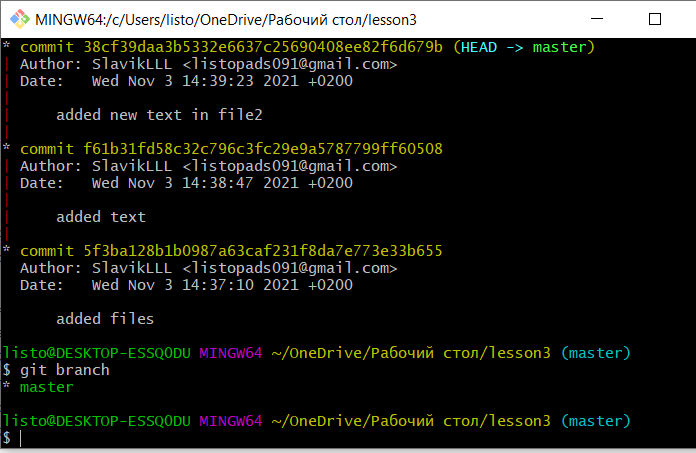 MINGW64:/c/Users/listo/OneDrive/Рабочий стол/lesson3
* commit 38cf39daa3b5332e6637c25690408ee82f6d679b (HEAD -> master)
| Author: SlavikLLL <listopads091@gmail.com>
| Date:   Wed Nov 3 14:39:23 2021 +0200
|
|     added new text in file2
|
* commit f61b31fd58c32c796c3fc29e9a5787799ff60508
| Author: SlavikLLL <listopads091@gmail.com>
| Date:   Wed Nov 3 14:38:47 2021 +0200
|
|     added text
|
* commit 5f3ba128b1b0987a63caf231f8da7e773e33b655
  Author: SlavikLLL <listopads091@gmail.com>
  Date:   Wed Nov 3 14:37:10 2021 +0200
      added files
listo@DESKTOP-ESSQ0DU MINGW64 ~/OneDrive/Рабочий стол/lesson3 (master)
$ git branch
* master
listo@DESKTOP-ESSQ0DU MINGW64 ~/OneDrive/Рабочий стол/lesson3 (master)
$